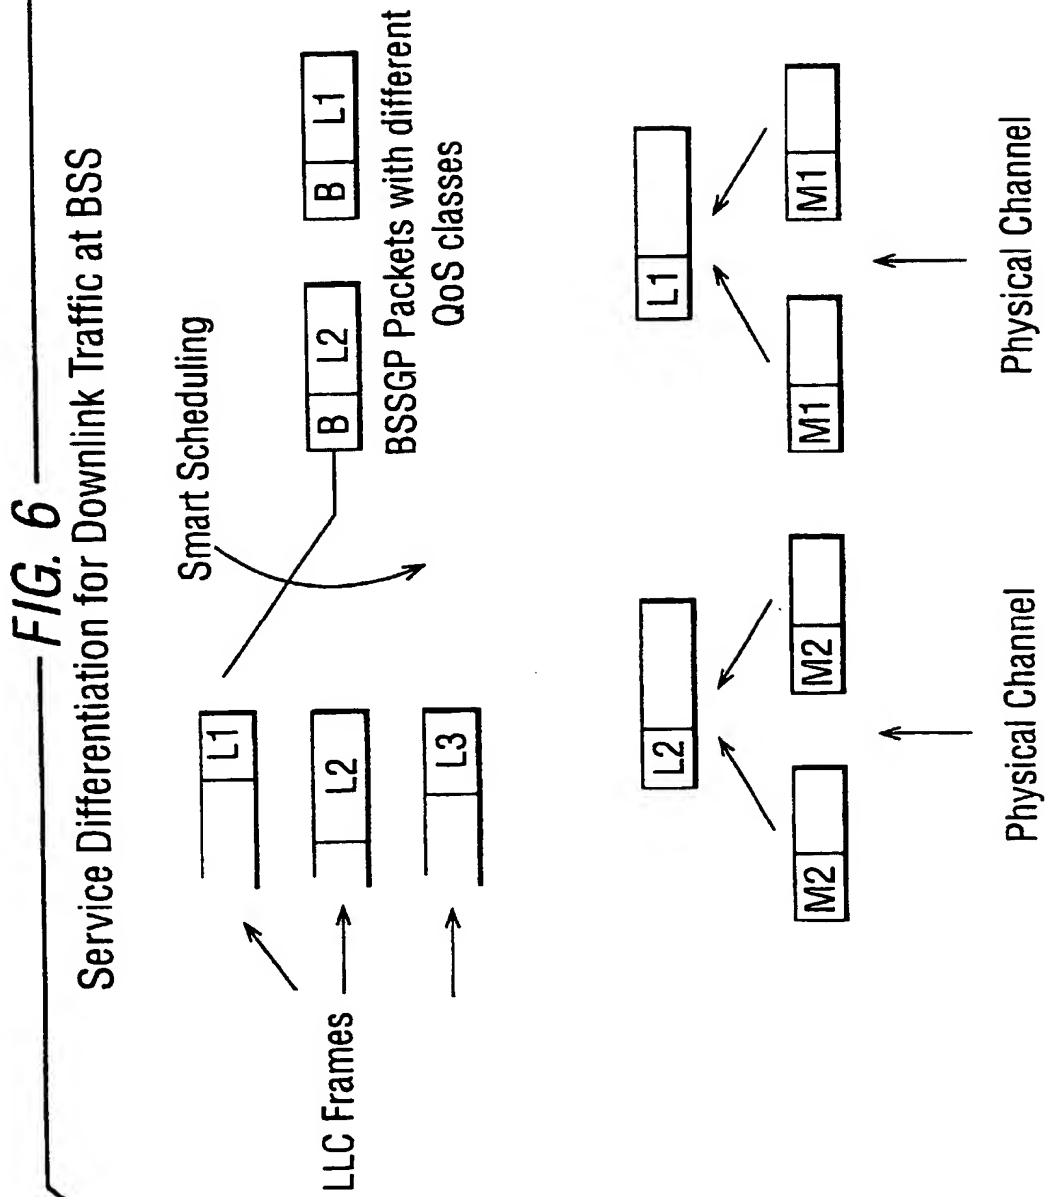 FIG. 6
Service Differentiation for Downlink Traffic at BSS
Smart Scheduling
LLC Frames
L1
L2
L3
B L2
B L1
BSSGP Packets with different
QoS classes
L2
M2
M2
Physical Channel
L1
M1
M1
Physical Channel